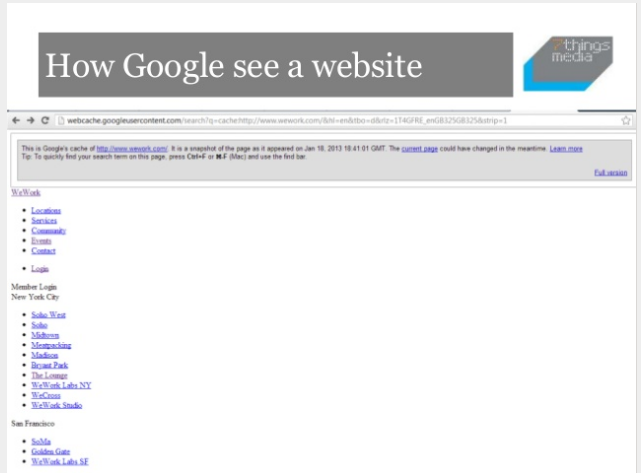 How Google see a website
7things
media
webcache.googleusercontent.com/search?q=cache:http://www.wework.com/&hl=en&tbo=d&rlz=1T4GFRE_enGB325GB325&strip=1
This is Google's cache of http://www.wework.com/. It is a snapshot of the page as it appeared on Jan 18, 2013 18:41:01 GMT. The current page could have changed in the meantime. Learn more
Tip: To quickly find your search term on this page, press Ctrl+F or ⌘-F (Mac) and use the find bar.
Full version
WeWork
• Locations
• Services
• Community
• Events
• Contact
• Login
Member Login
New York City
• Soho West
• Soho
• Midtown
• Meatpacking
• Madison
• Bryant Park
• The Lounge
• WeWork Labs NY
• WeCross
• WeWork Studio
San Francisco
• SoMa
• Golden Gate
• WeWork Labs SF